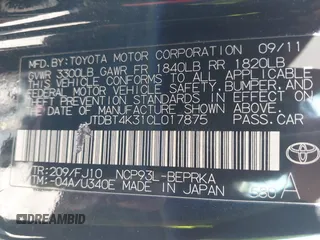 MFD.BY: TOYOTA MOTOR CORPORATION 09/11
GVWR 3300LB GAWR FR 1840LB RR 1820LB
THIS VEHICLE CONFORMS TO ALL APPLICABLE
FEDERAL MOTOR VEHICLE SAFETY, BUMPER, AND
THEFT PREVENTION STANDARDS IN EFFECT ON
THE DATE OF MANUFACTURE SHOWN ABOVE.
JTDBT4K31CL017875 PASS.CAR
C/TR: 209/FJ10 NCP93L-BEPRKA
A/TM: -04A/U340E MADE IN JAPAN
TOYOTA
DREAMBID